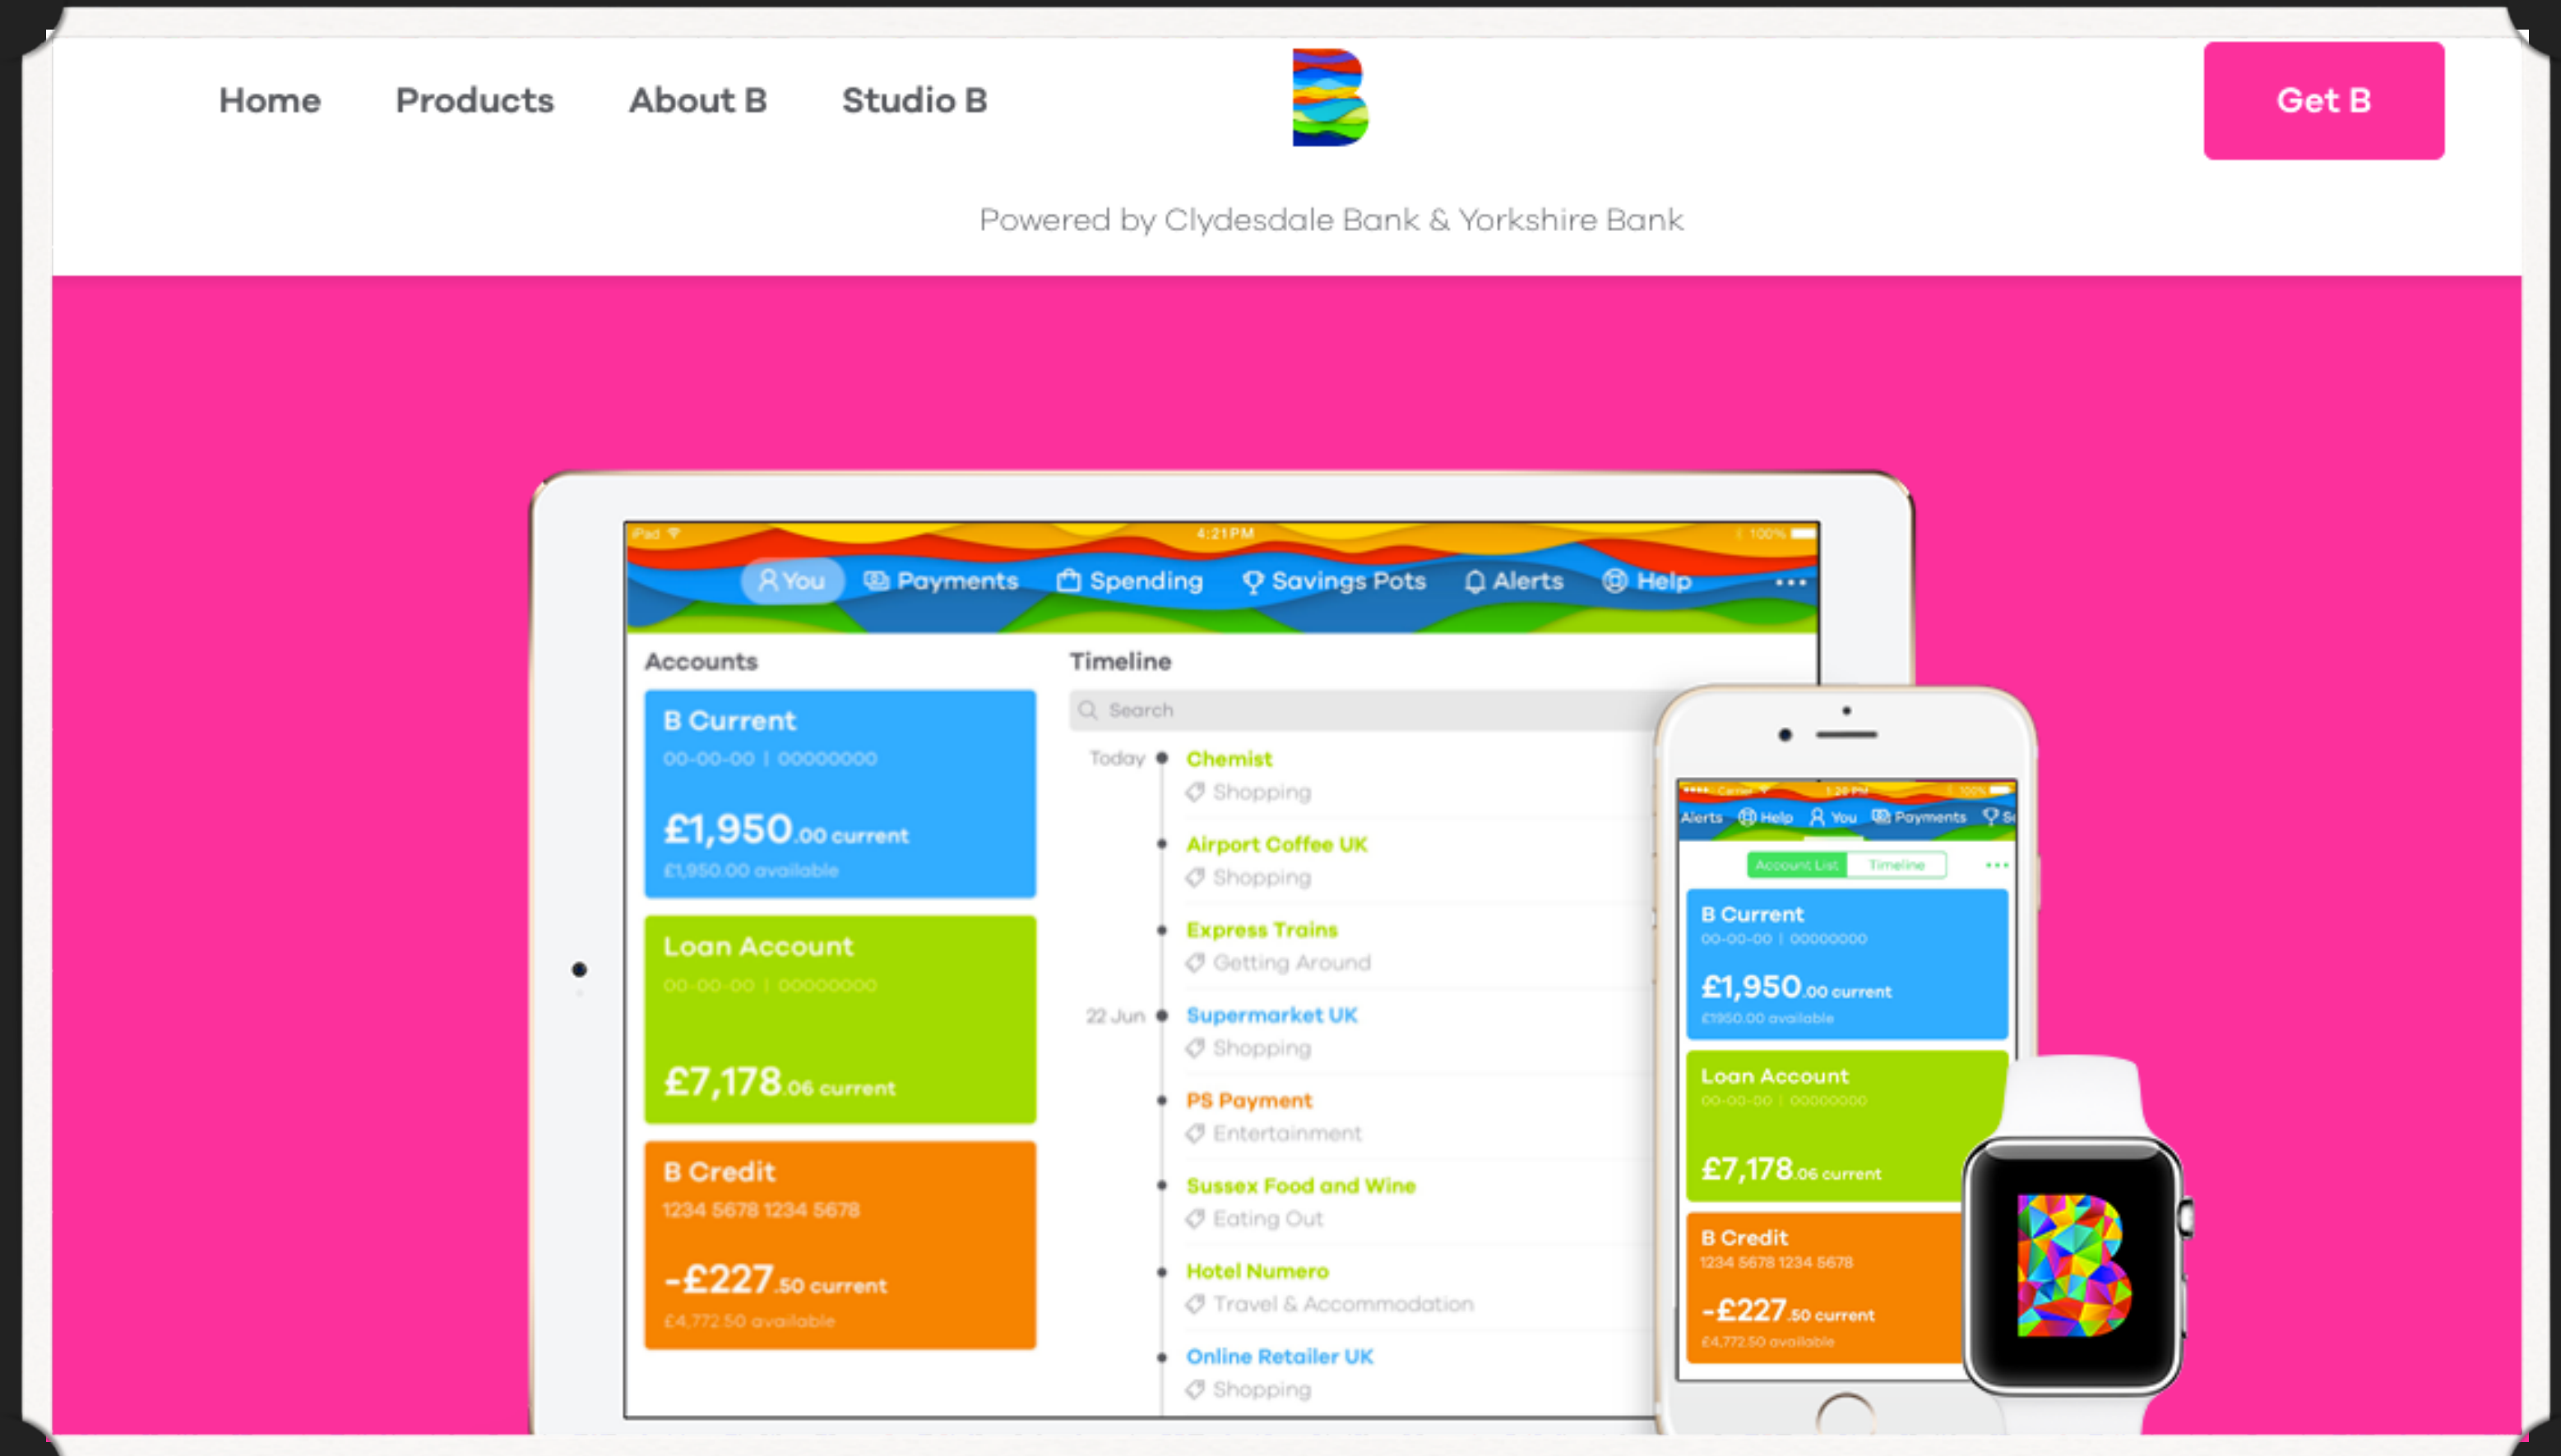 Home Products About B Studio B
B
Get B
Powered by Clydesdale Bank & Yorkshire Bank
iPad 4:21PM 100%
You Payments Spending Savings Pots Alerts Help
Accounts
B Current
00-00-00 | 00000000
£1,950.00 current
£1,950.00 available
Loan Account
00-00-00 | 00000000
£7,178.06 current
B Credit
1234 5678 1234 5678
-£227.50 current
£4,772.50 available
Timeline
Search
Today Chemist
Shopping
Airport Coffee UK
Shopping
Express Trains
Getting Around
22 Jun Supermarket UK
Shopping
PS Payment
Entertainment
Sussex Food and Wine
Eating Out
Hotel Numero
Travel & Accommodation
Online Retailer UK
Shopping
Carrier 1:20 PM 100%
Alerts Help You Payments
Account List Timeline
B Current
00-00-00 | 00000000
£1,950.00 current
£1950.00 available
Loan Account
00-00-00 | 00000000
£7,178.06 current
B Credit
1234 5678 1234 5678
-£227.50 current
£4,772.50 available
B